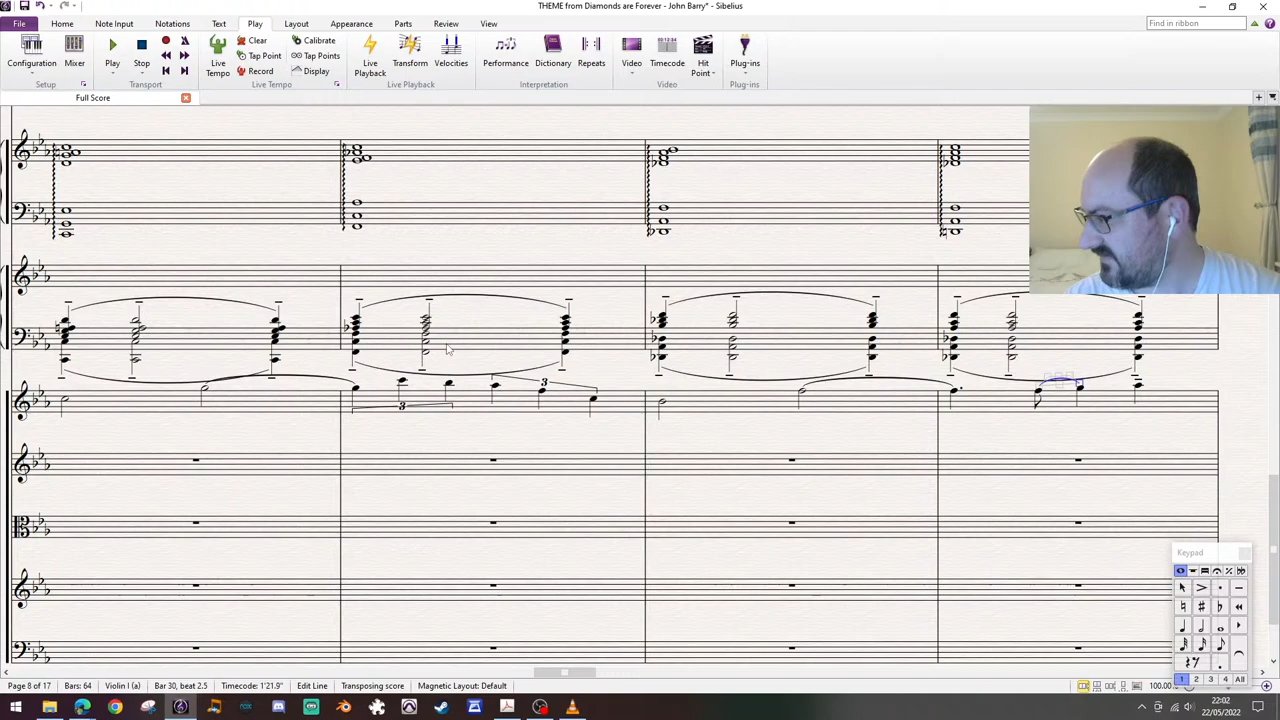 THEME from Diamonds are Forever - John Barry* - Sibelius
File Home Note Input Notations Text Play Layout Appearance Parts Review View
Find in ribbon
Configuration Mixer Play Stop Live Tempo Clear Tap Point Record Calibrate Tap Points Display Live Playback Transform Velocities Performance Dictionary Repeats Video Timecode Hit Point Plug-ins
Setup Transport Live Tempo Live Playback Interpretation Video Plug-ins
Full Score
3
3
Keypad
1 2 3 4 All
Page 8 of 17 Bars: 64 Violin I (a) Bar 30, beat 2.5 Timecode: 1'21.9" Edit Line Transposing score Magnetic Layout: Default 100.00
22:02
22/05/2022